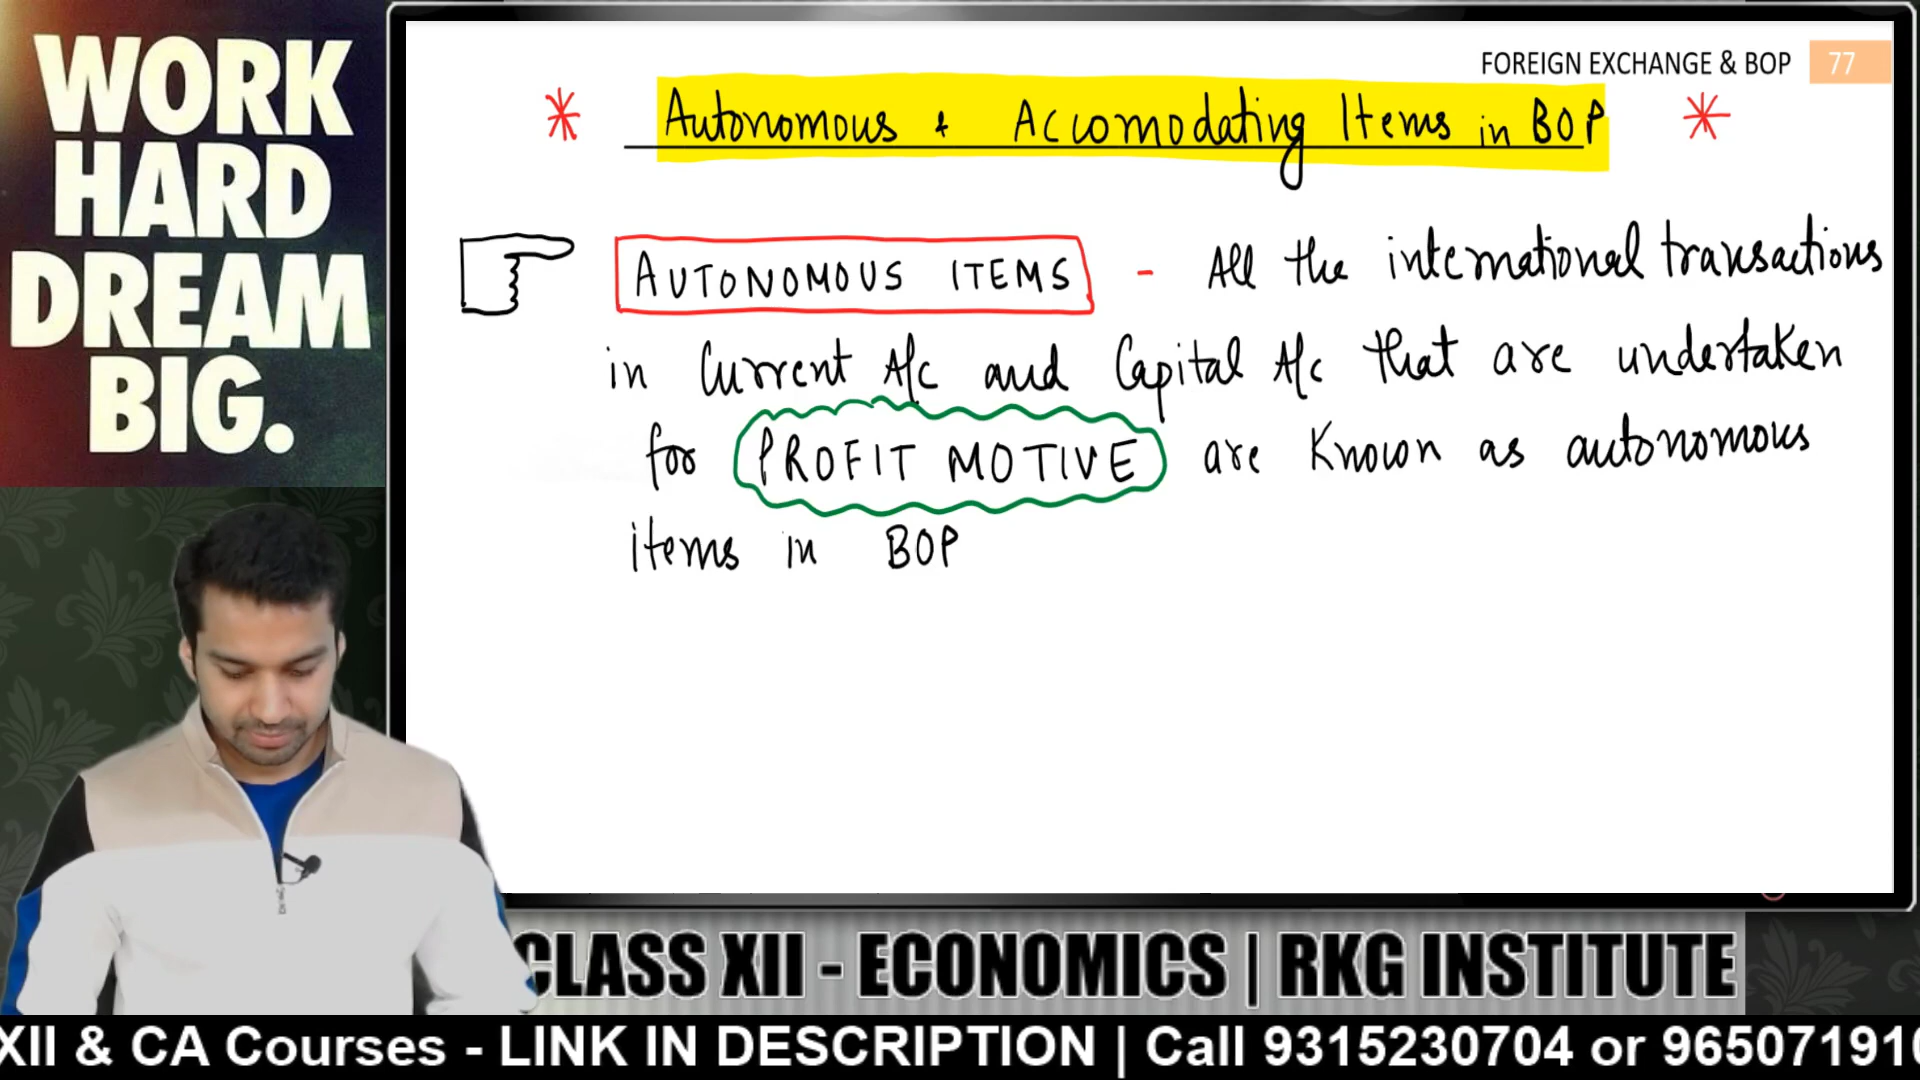 WORK
HARD
DREAM
BIG.
FOREIGN EXCHANGE & BOP 77
* Autonomous & Accomodating Items in BOP *
AUTONOMOUS ITEMS - All the international transactions
in Current A/c and Capital A/c that are undertaken
for PROFIT MOTIVE are Known as autonomous
items in BOP
CLASS XII - ECONOMICS | RKG INSTITUTE
XII & CA Courses - LINK IN DESCRIPTION | Call 9315230704 or 965071910